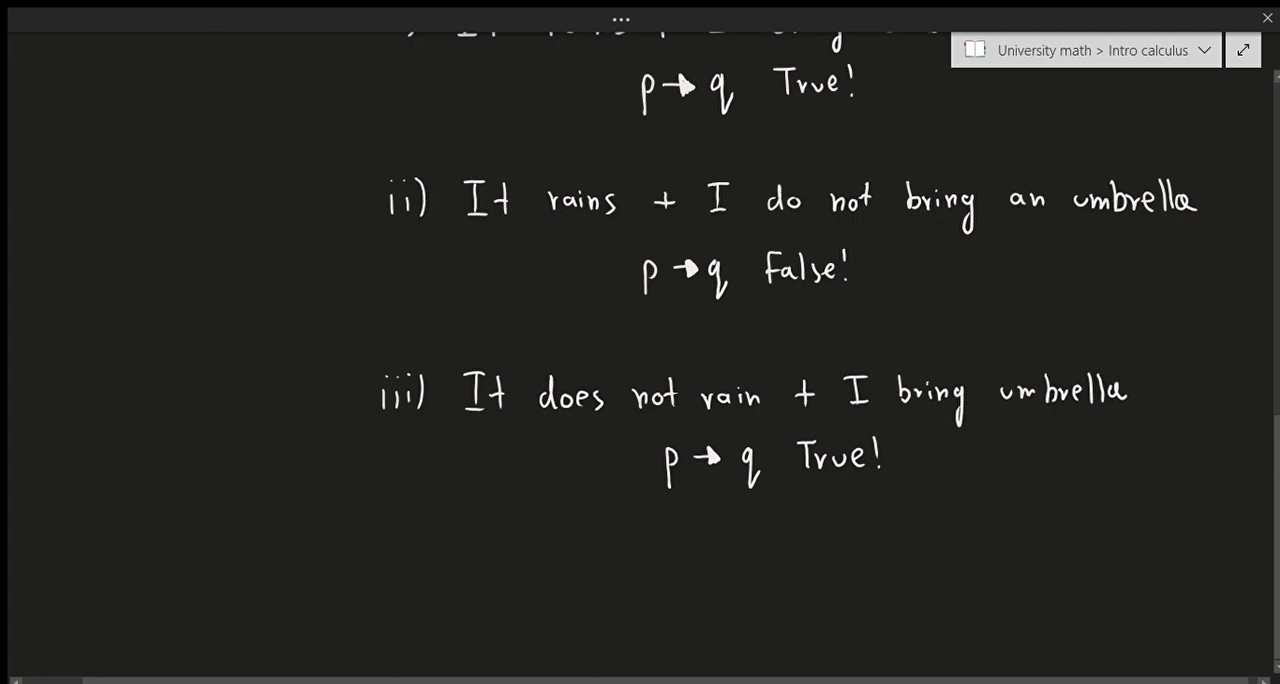 ...
University math > Intro calculus
p → q True!
ii) It rains + I do not bring an umbrella
p → q False!
iii) It does not rain + I bring umbrella
p → q True!